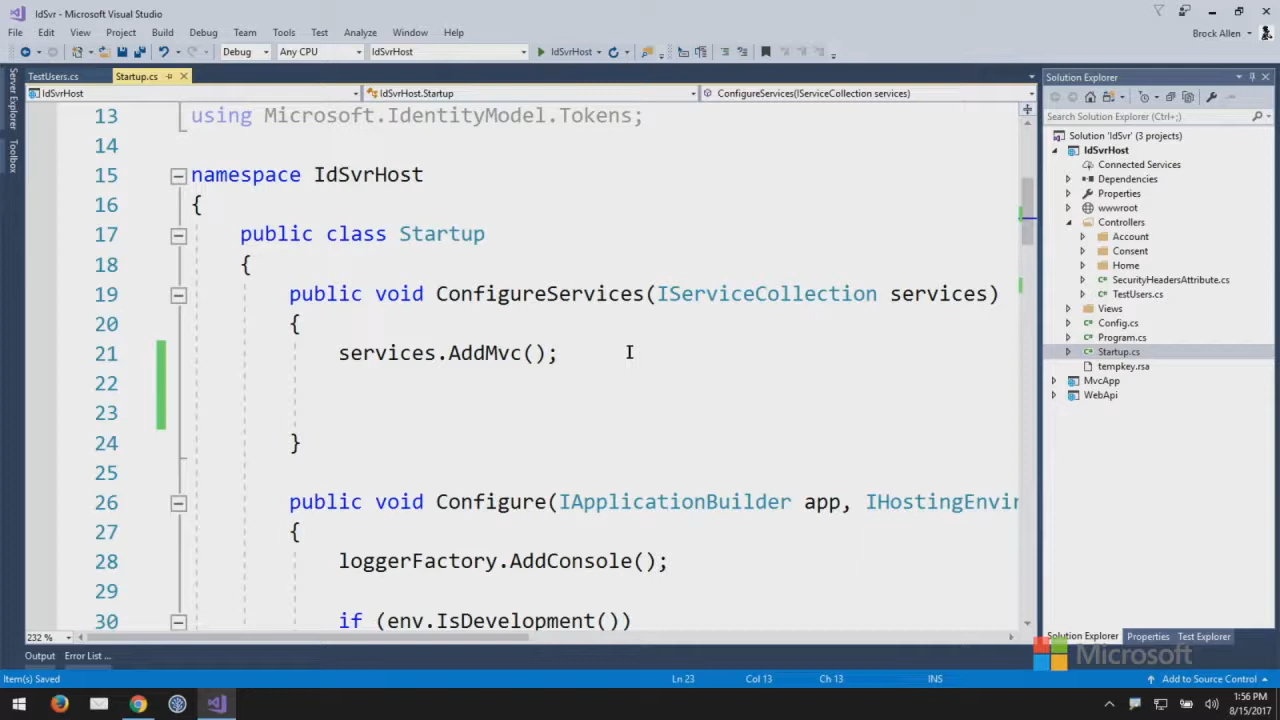 IdSvr - Microsoft Visual Studio
File Edit View Project Build Debug Team Tools Test Analyze Window Help
Brock Allen
Debug Any CPU IdSvrHost IdSvrHost
Server Explorer
Toolbox
TestUsers.cs Startup.cs
IdSvrHost IdSvrHost.Startup ConfigureServices(IServiceCollection services)
13 using Microsoft.IdentityModel.Tokens;
14
15 namespace IdSvrHost
16 {
17 public class Startup
18 {
19 public void ConfigureServices(IServiceCollection services)
20 {
21 services.AddMvc();
22
23
24 }
25
26 public void Configure(IApplicationBuilder app, IHostingEnvir
27 {
28 loggerFactory.AddConsole();
29
30 if (env.IsDevelopment())
232 %
Solution Explorer
Search Solution Explorer (Ctrl+;)
Solution 'IdSvr' (3 projects)
IdSvrHost
Connected Services
Dependencies
Properties
wwwroot
Controllers
Account
Consent
Home
SecurityHeadersAttribute.cs
TestUsers.cs
Views
Config.cs
Program.cs
Startup.cs
tempkey.rsa
MvcApp
WebApi
Solution Explorer Properties Test Explorer
Output Error List ...
Microsoft
Item(s) Saved Ln 23 Col 13 Ch 13 INS Add to Source Control
1:56 PM
8/15/2017